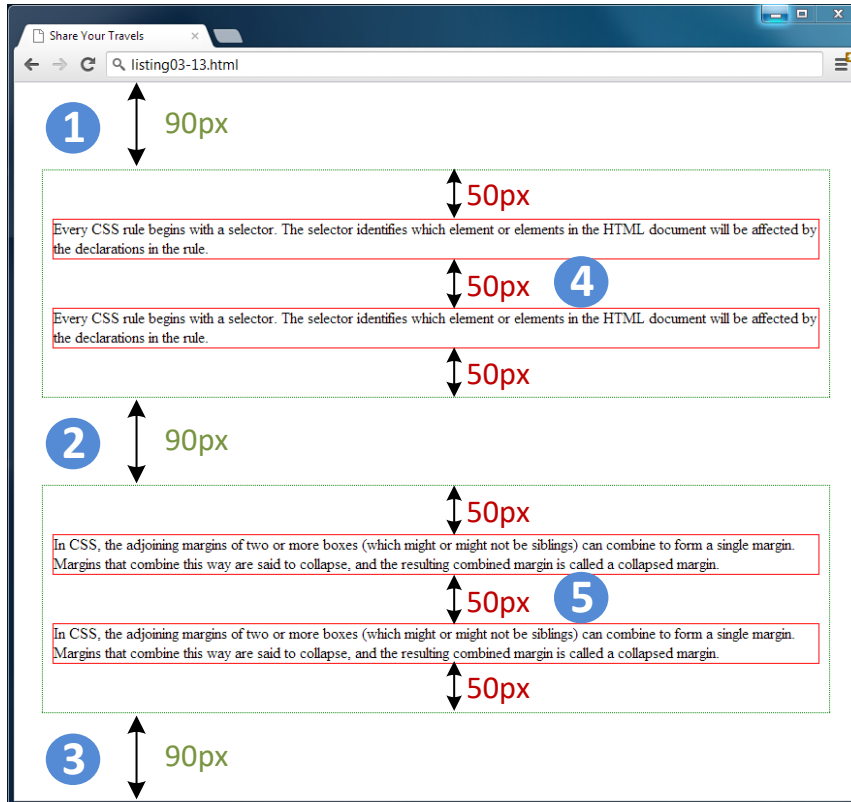 Share Your Travels
listing03-13.html
1
90px
50px
Every CSS rule begins with a selector. The selector identifies which element or elements in the HTML document will be affected by
the declarations in the rule.
50px
4
Every CSS rule begins with a selector. The selector identifies which element or elements in the HTML document will be affected by
the declarations in the rule.
50px
2
90px
50px
In CSS, the adjoining margins of two or more boxes (which might or might not be siblings) can combine to form a single margin.
Margins that combine this way are said to collapse, and the resulting combined margin is called a collapsed margin.
50px
5
In CSS, the adjoining margins of two or more boxes (which might or might not be siblings) can combine to form a single margin.
Margins that combine this way are said to collapse, and the resulting combined margin is called a collapsed margin.
50px
3
90px